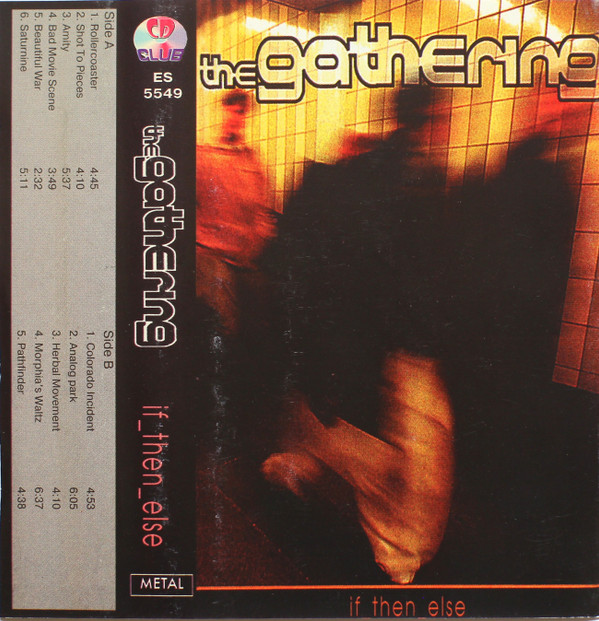 Side A
1. Rollercoaster 4:45
2. Shot To Pieces 4:10
3. Amity 5:37
4. Bad Movie Scene 3:49
5. Beautiful War 2:32
6. Saturnine 5:11
Side B
1. Colorado Incident 4:53
2. Analog park 6:05
3. Herbal Movement 4:10
4. Morphia's Waltz 6:37
5. Pathfinder 4:38
CD
CLUB
ES
5549
the gathering
if_then_else
METAL
the gathering
if_then_else